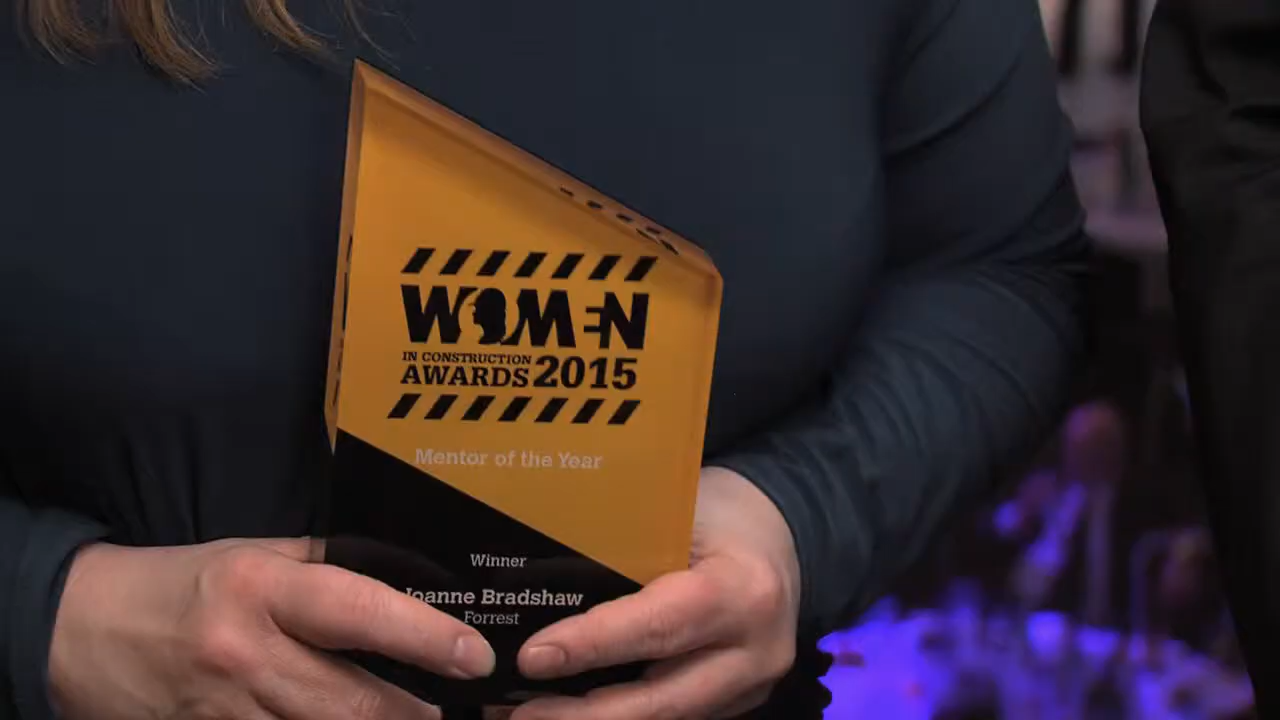 WOMEN
IN CONSTRUCTION
AWARDS 2015
Mentor of the Year
Winner
Joanne Bradshaw
Forrest